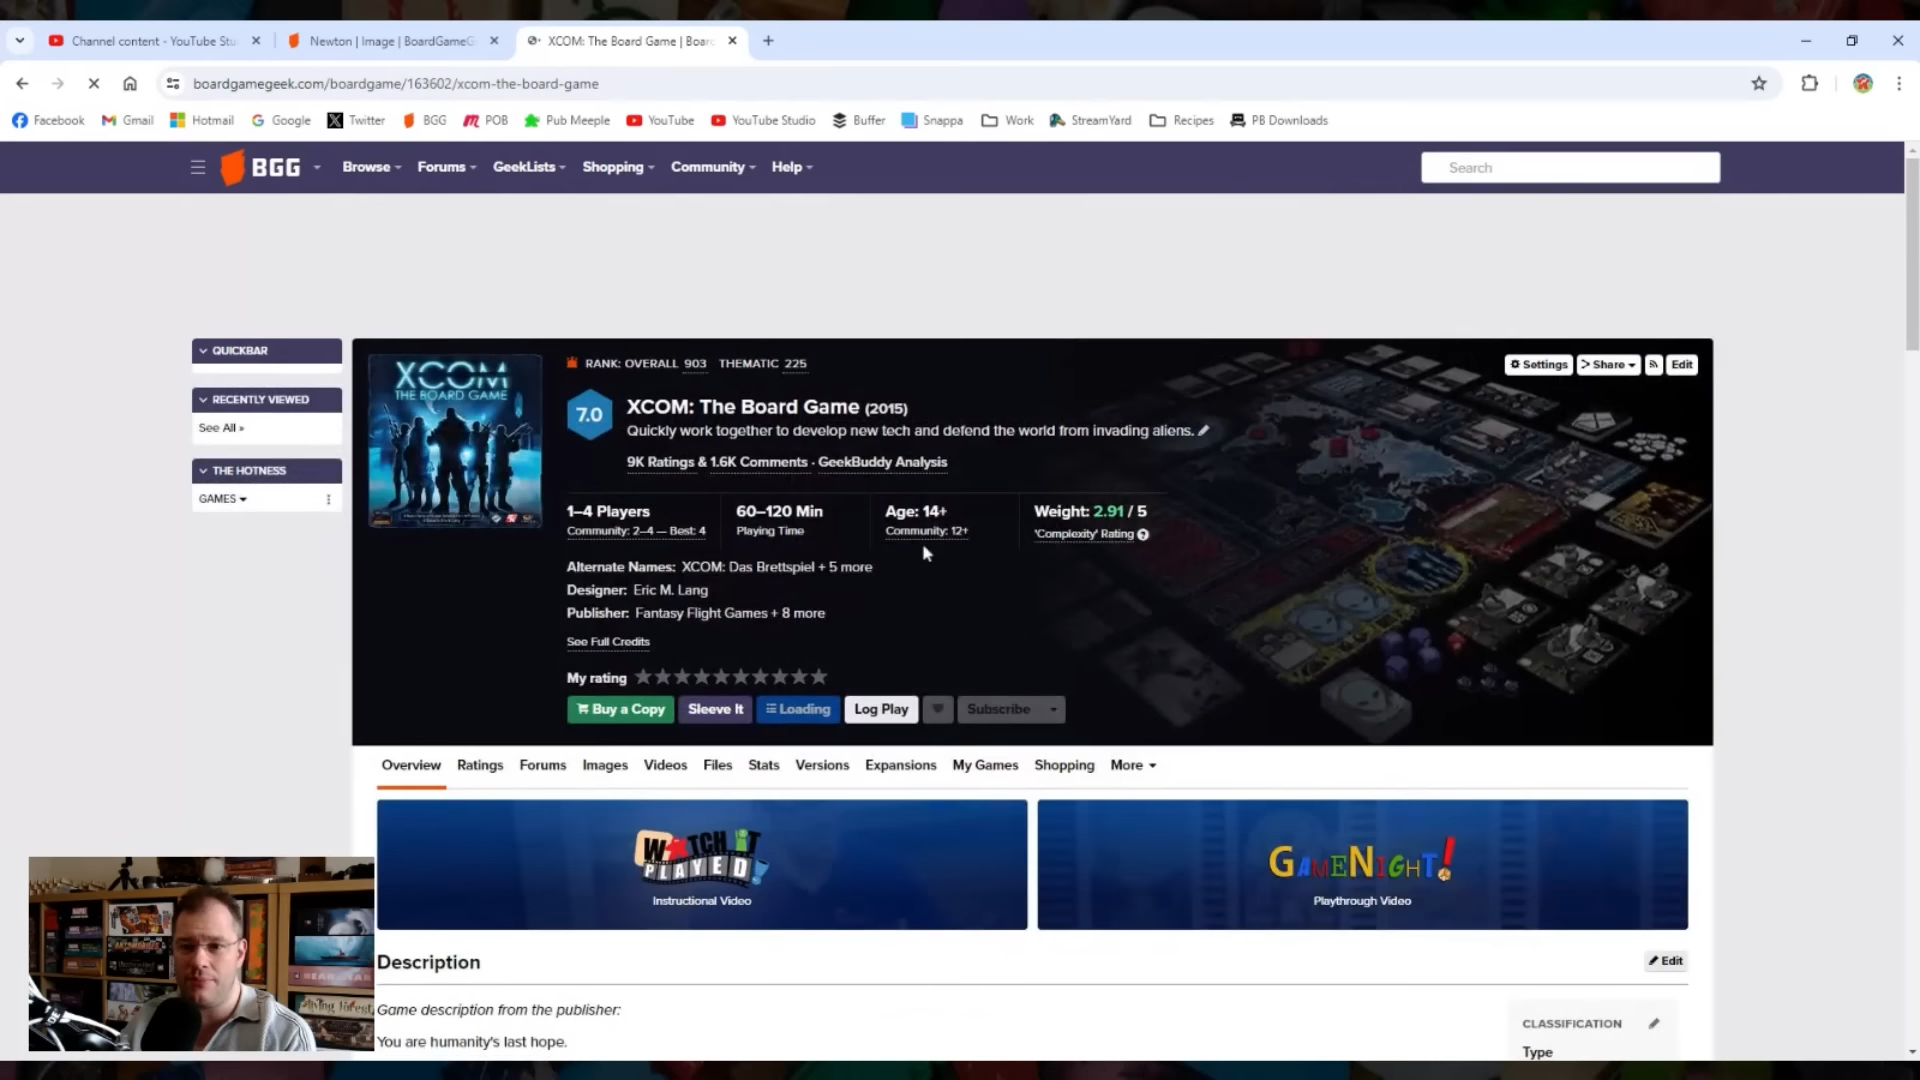 Channel content - YouTube Stu
Newton | Image | BoardGameG
XCOM: The Board Game | Boar
boardgamegeek.com/boardgame/163602/xcom-the-board-game
Facebook Gmail Hotmail Google Twitter BGG POB Pub Meeple YouTube YouTube Studio Buffer Snappa Work StreamYard Recipes PB Downloads
BGG Browse Forums GeekLists Shopping Community Help Search
QUICKBAR
RECENTLY VIEWED
See All »
THE HOTNESS
GAMES
XCOM
THE BOARD GAME
RANK: OVERALL 903 THEMATIC 225
Settings Share Edit
7.0
XCOM: The Board Game (2015)
Quickly work together to develop new tech and defend the world from invading aliens.
9K Ratings & 1.6K Comments · GeekBuddy Analysis
1–4 Players 60–120 Min Age: 14+ Weight: 2.91 / 5
Community: 2–4 — Best: 4 Playing Time Community: 12+ 'Complexity' Rating
Alternate Names: XCOM: Das Brettspiel + 5 more
Designer: Eric M. Lang
Publisher: Fantasy Flight Games + 8 more
See Full Credits
My rating
Buy a Copy Sleeve It Loading Log Play Subscribe
Overview Ratings Forums Images Videos Files Stats Versions Expansions My Games Shopping More
WATCH IT
PLAYED
Instructional Video
GAMENIGHT!
Playthrough Video
Description
Edit
Game description from the publisher:
You are humanity's last hope.
CLASSIFICATION
Type
living forest